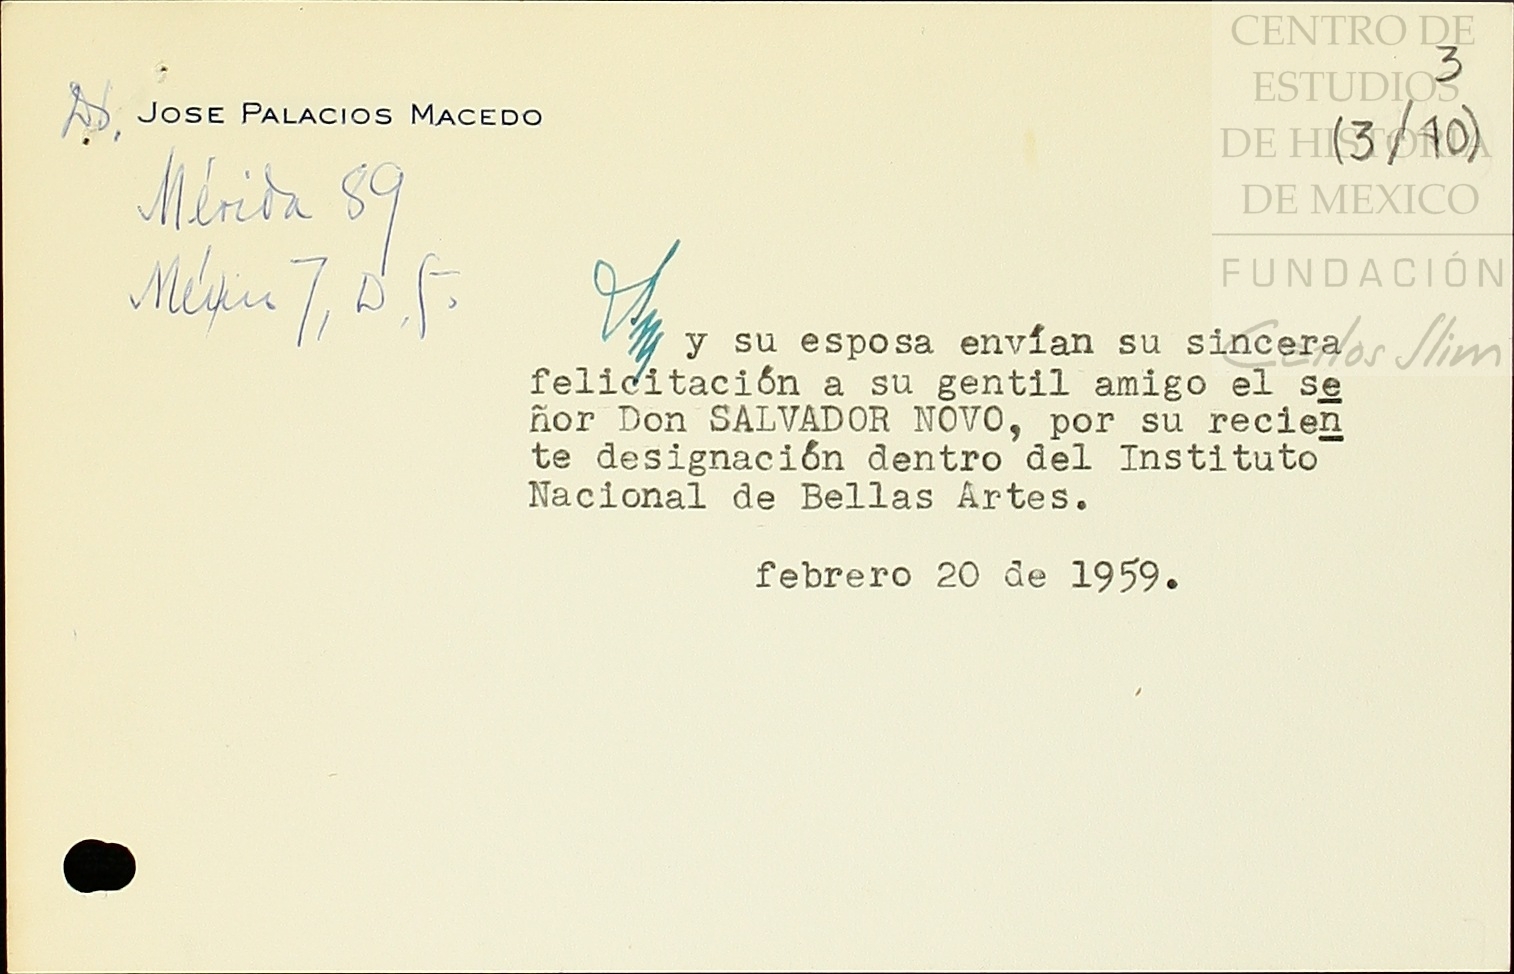 CENTRO DE
ESTUDIOS
DE HISTORIA
DE MEXICO
FUNDACIÓN
Carlos Slim
3
(3/10)
Dr. JOSE PALACIOS MACEDO
Mérida 89
México 7, D.F.
y su esposa envían su sincera
felicitación a su gentil amigo el se
ñor Don SALVADOR NOVO, por su recien
te designación dentro del Instituto
Nacional de Bellas Artes.
febrero 20 de 1959.